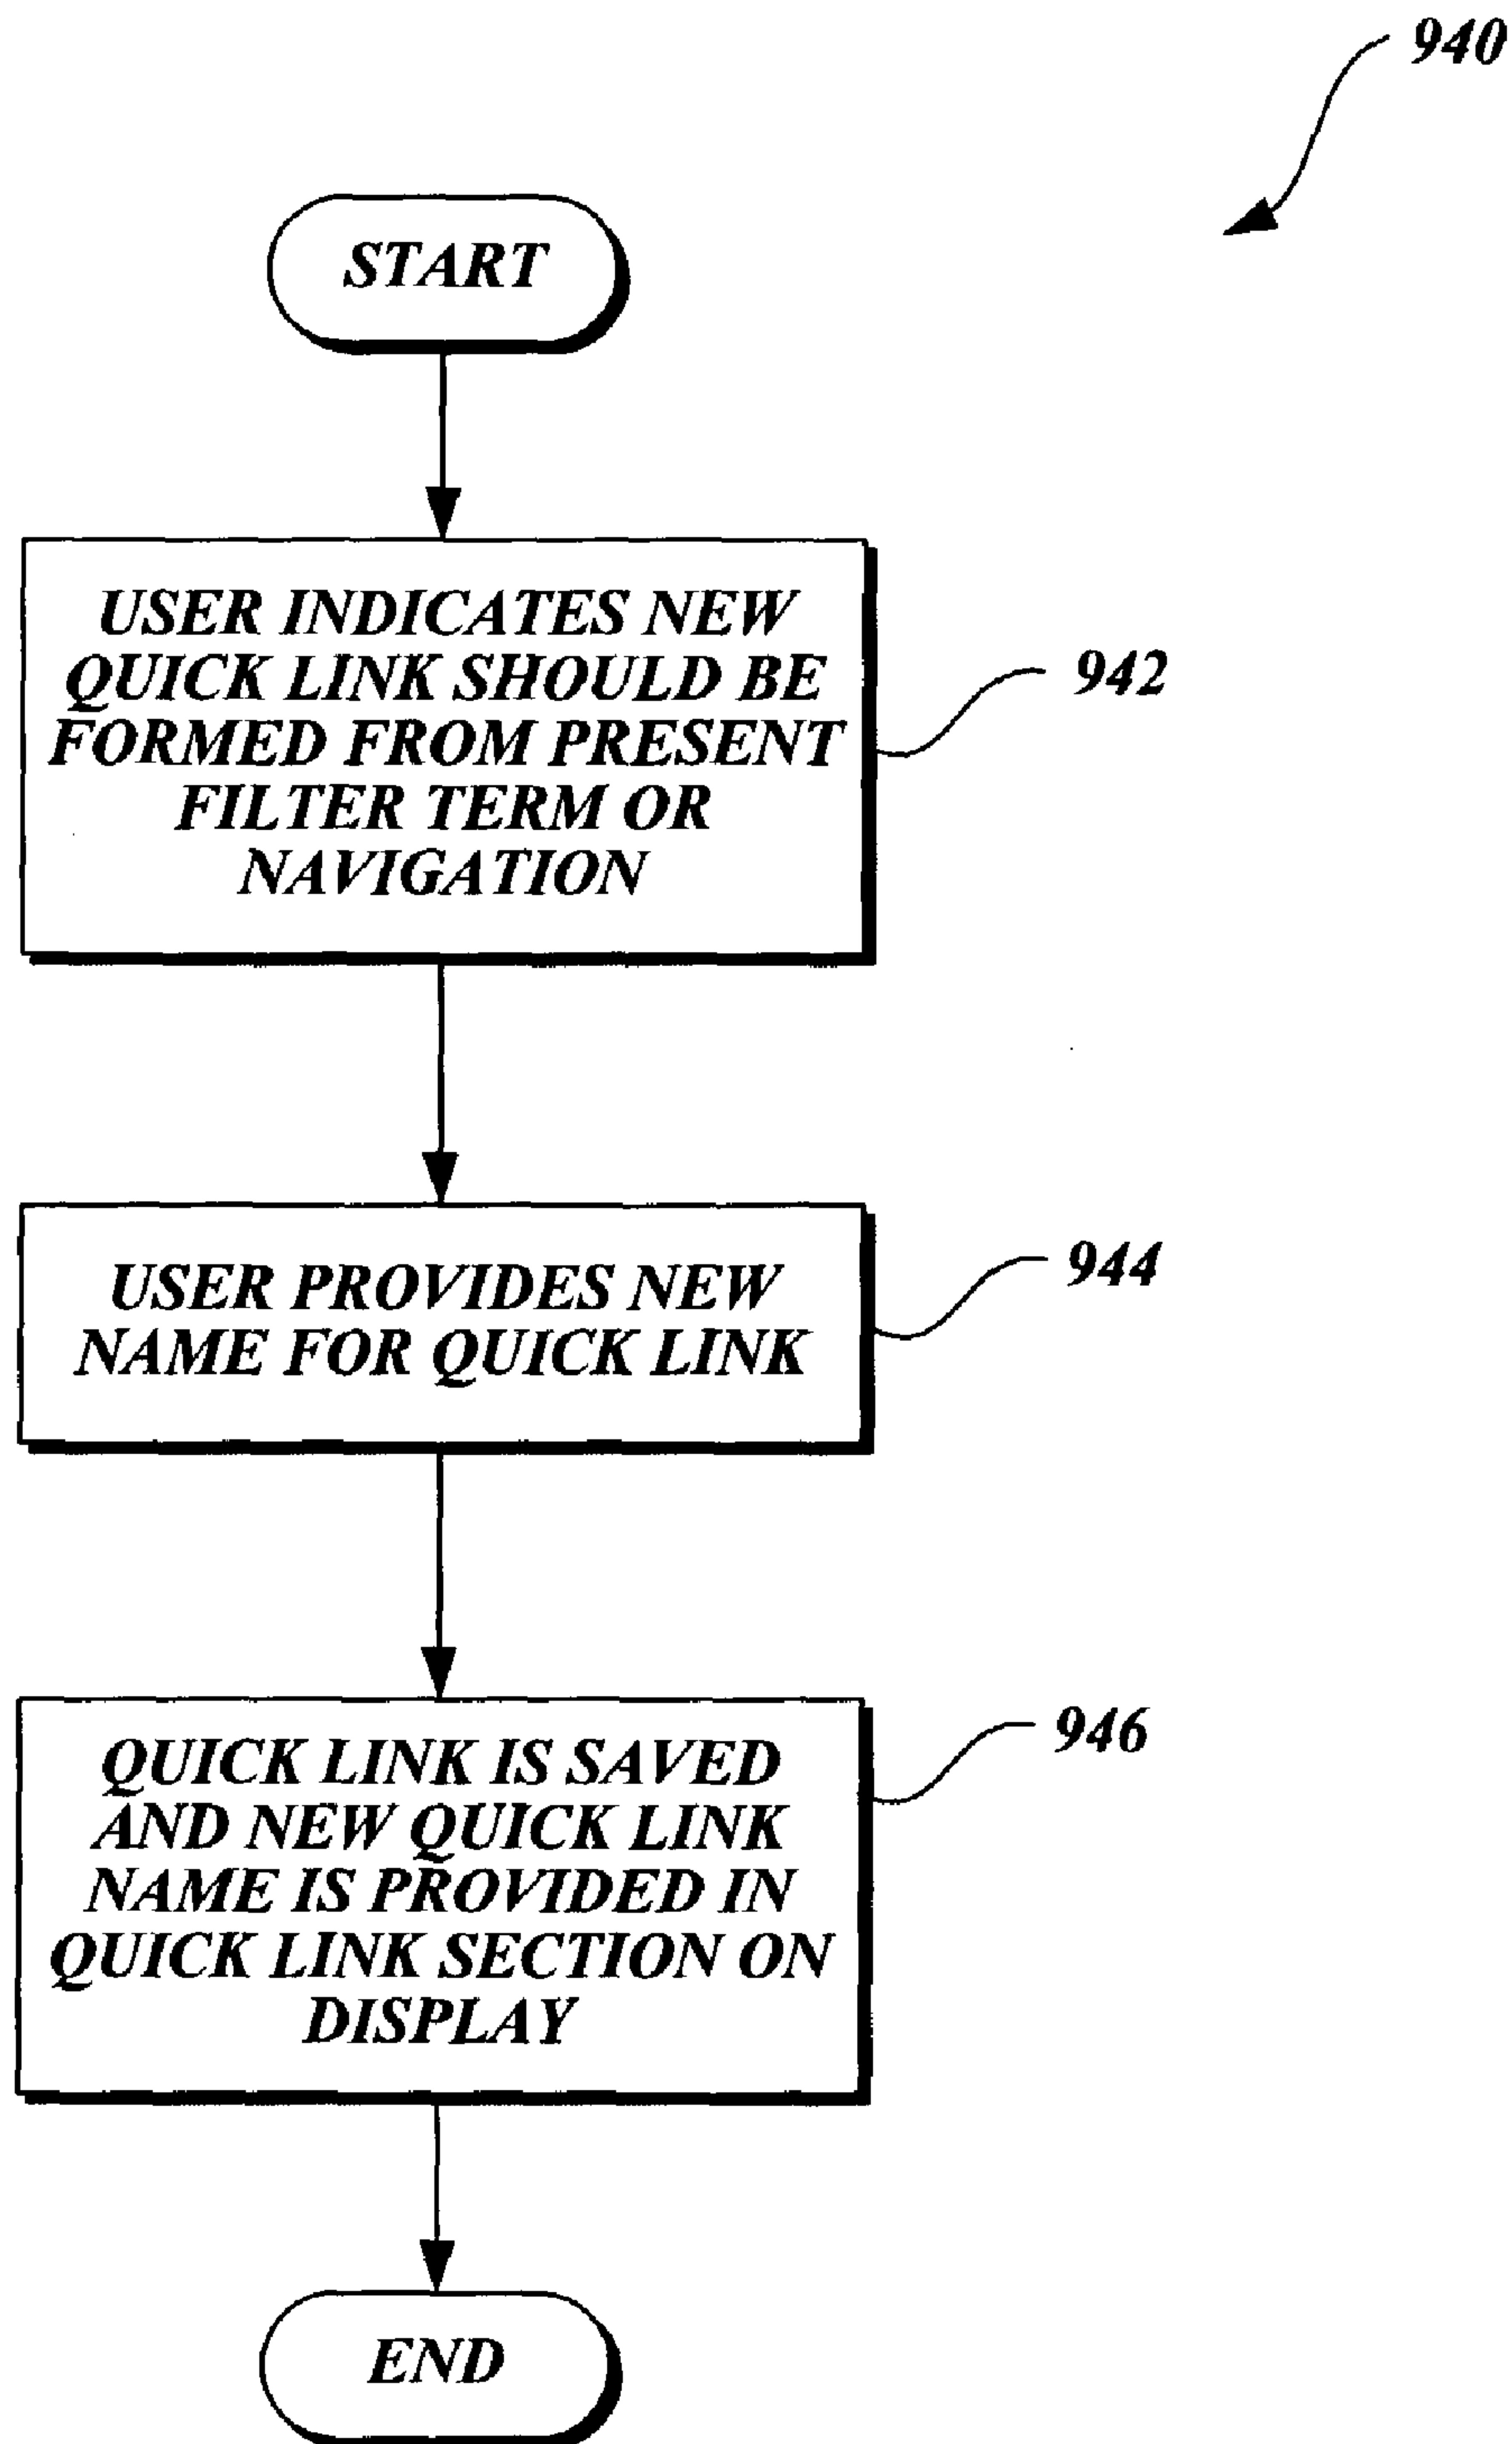 940
START
USER INDICATES NEW
QUICK LINK SHOULD BE
FORMED FROM PRESENT
FILTER TERM OR
NAVIGATION
942
USER PROVIDES NEW
NAME FOR QUICK LINK
944
QUICK LINK IS SAVED
AND NEW QUICK LINK
NAME IS PROVIDED IN
QUICK LINK SECTION ON
DISPLAY
946
END